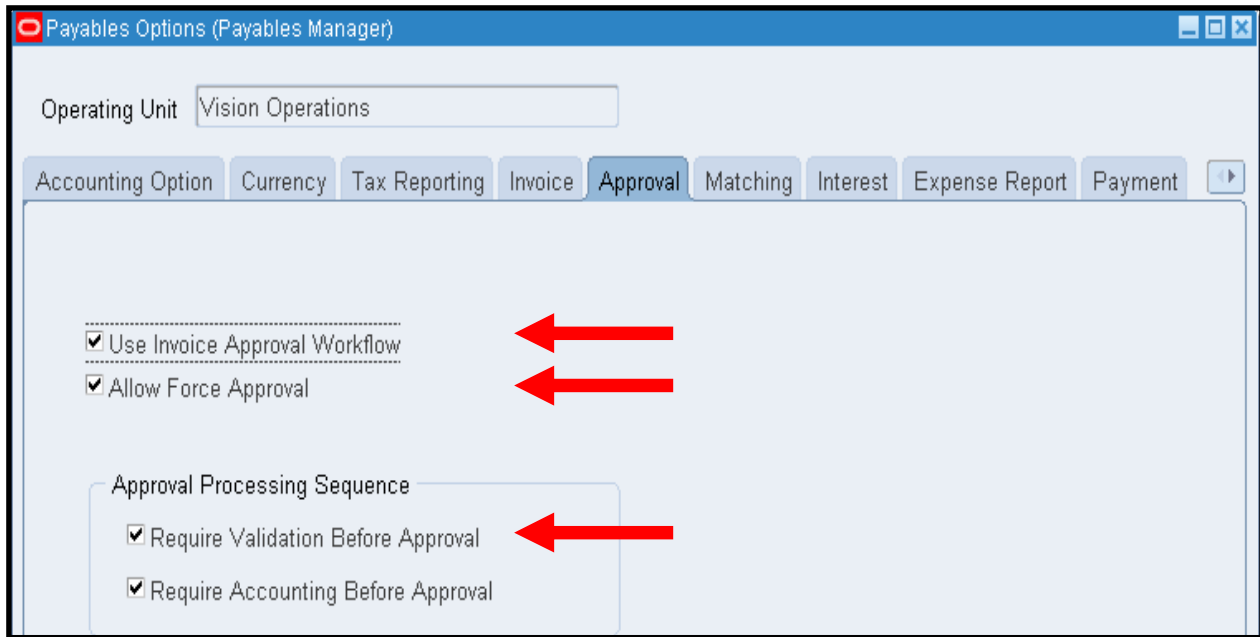 Payables Options (Payables Manager)
Operating Unit Vision Operations
Accounting Option Currency Tax Reporting Invoice Approval Matching Interest Expense Report Payment
Use Invoice Approval Workflow
Allow Force Approval
Approval Processing Sequence
Require Validation Before Approval
Require Accounting Before Approval